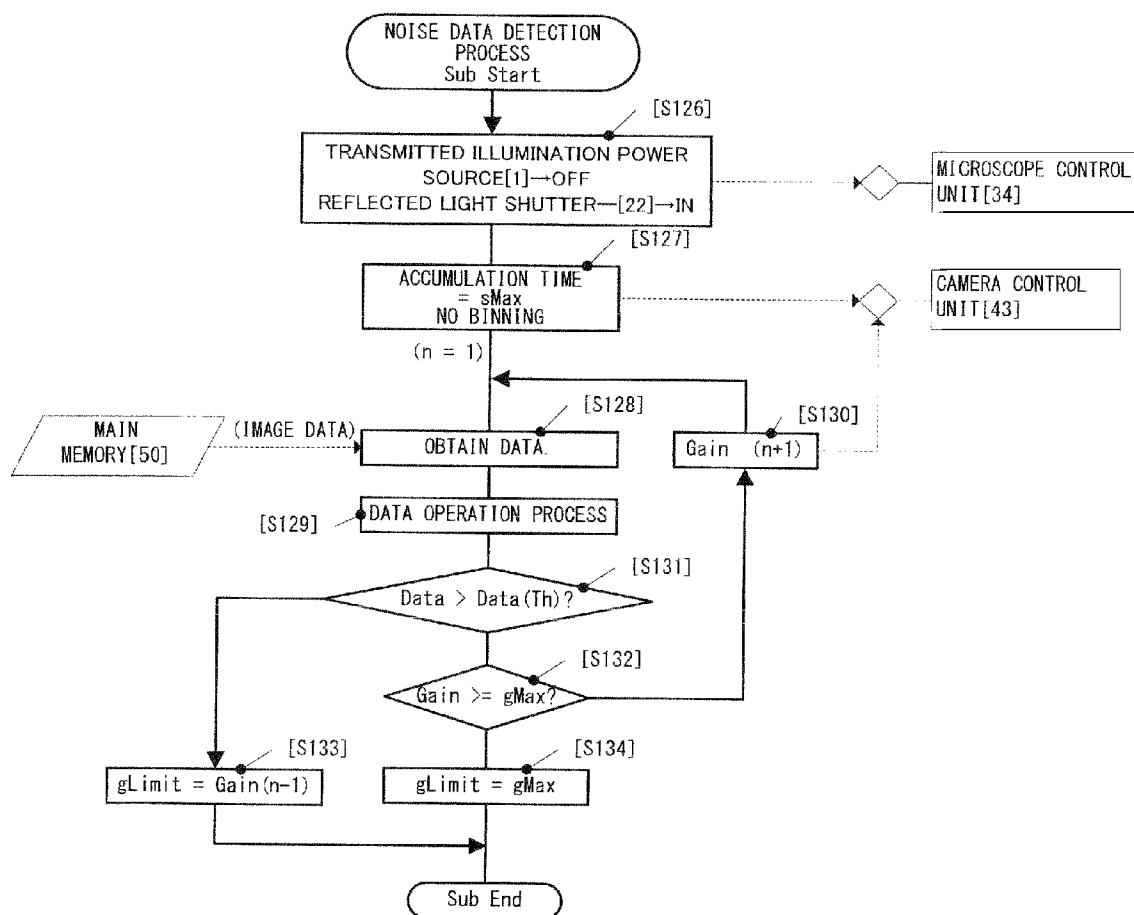 NOISE DATA DETECTION
PROCESS
Sub Start
[S126]
TRANSMITTED ILLUMINATION POWER
SOURCE[1]→OFF
REFLECTED LIGHT SHUTTER—[22]→IN
MICROSCOPE CONTROL
UNIT[34]
[S127]
ACCUMULATION TIME
= sMax
NO BINNING
CAMERA CONTROL
UNIT[43]
(n = 1)
[S128]
[S130]
MAIN
MEMORY[50]
(IMAGE DATA)
OBTAIN DATA.
Gain (n+1)
[S129]
DATA OPERATION PROCESS
[S131]
Data > Data(Th)?
[S132]
Gain >= gMax?
[S133]
[S134]
gLimit = Gain(n-1)
gLimit = gMax
Sub End